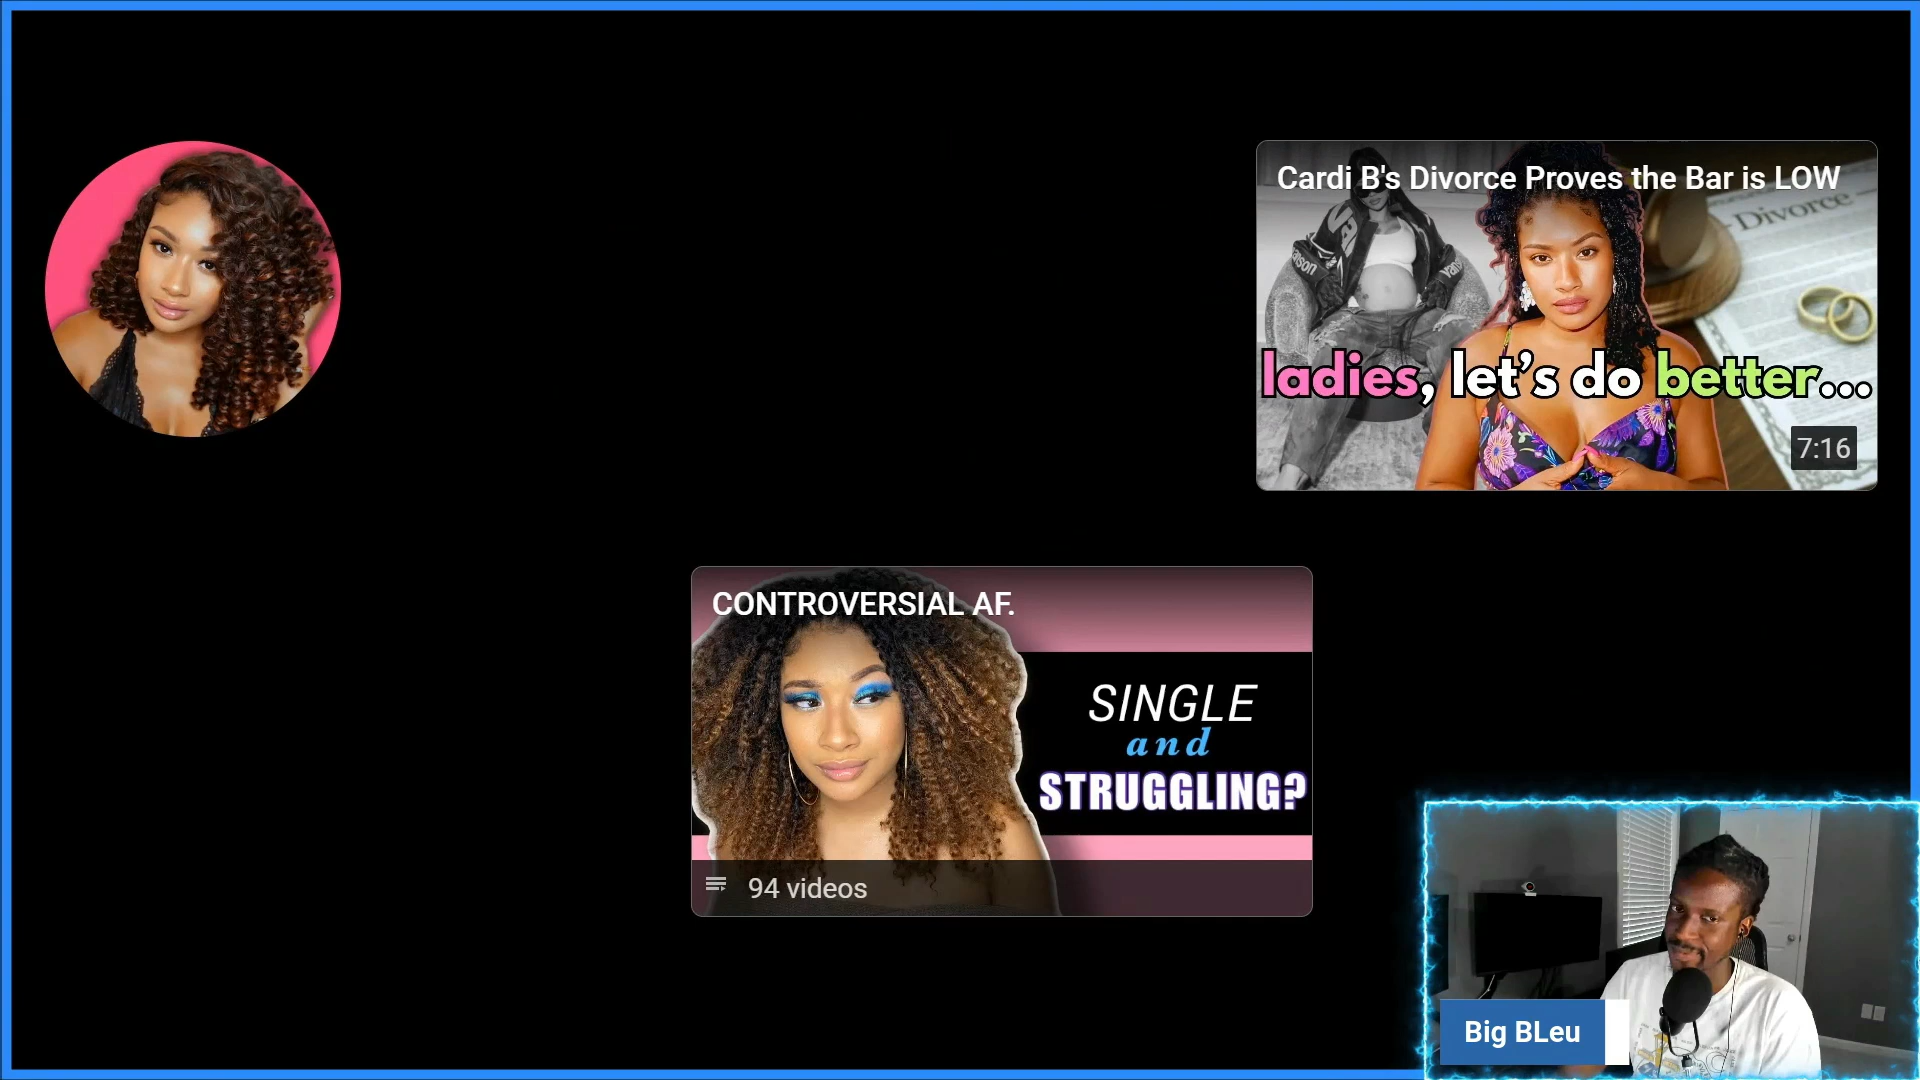 Cardi B's Divorce Proves the Bar is LOW
Divorce
ladies, let's do better...
7:16
CONTROVERSIAL AF.
SINGLE
and
STRUGGLING?
94 videos
Big BLeu